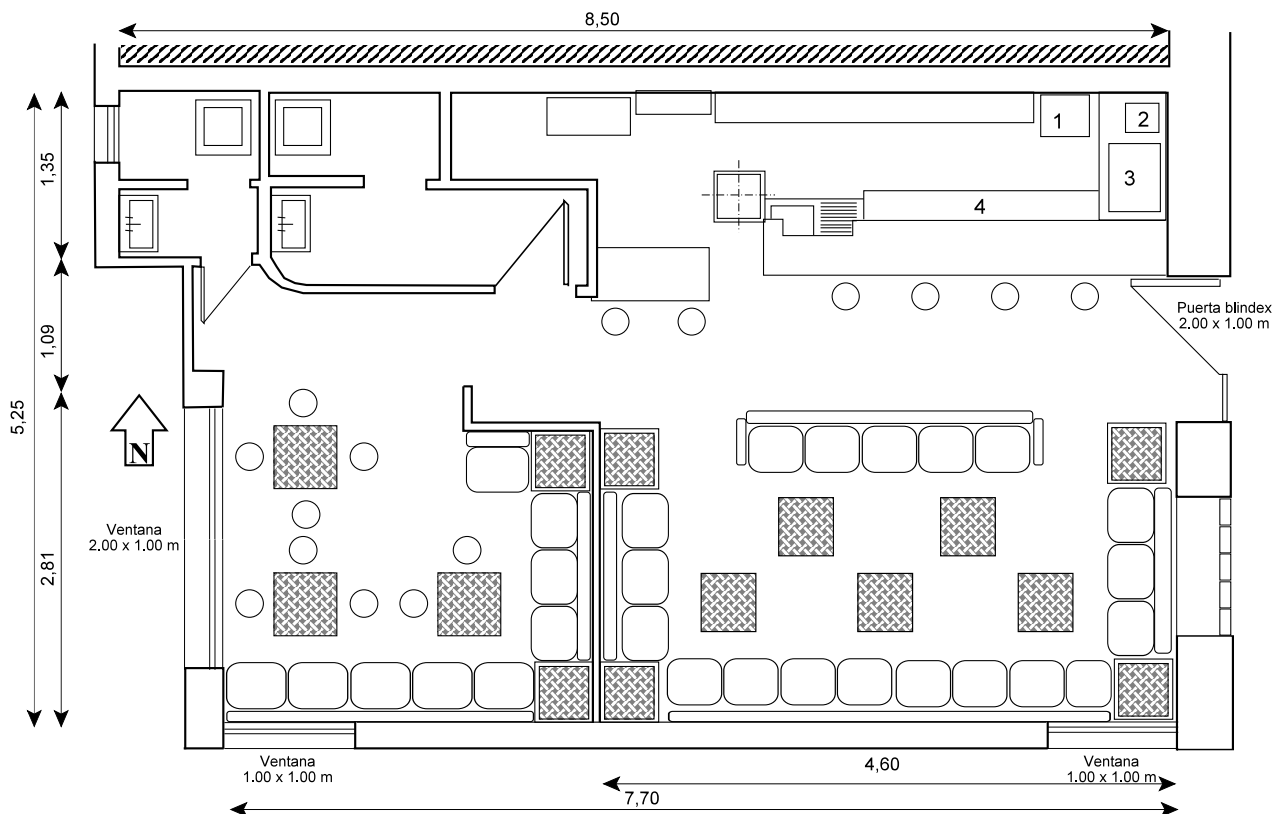 8,50
1
2
3
4
1,35
1,09
5,25
2,81
N
Puerta blindex
2.00 x 1.00 m
Ventana
2.00 x 1.00 m
Ventana
1.00 x 1.00 m
4,60
Ventana
1.00 x 1.00 m
7,70